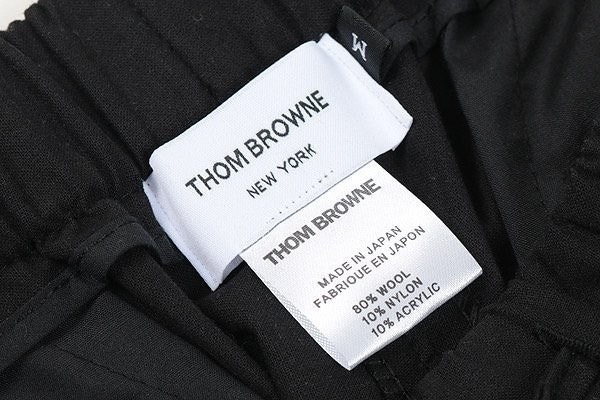 M
THOM BROWNE
NEW YORK
THOM BROWNE
MADE IN JAPAN
FABRIQUE EN JAPON
80% WOOL
10% NYLON
10% ACRYLIC